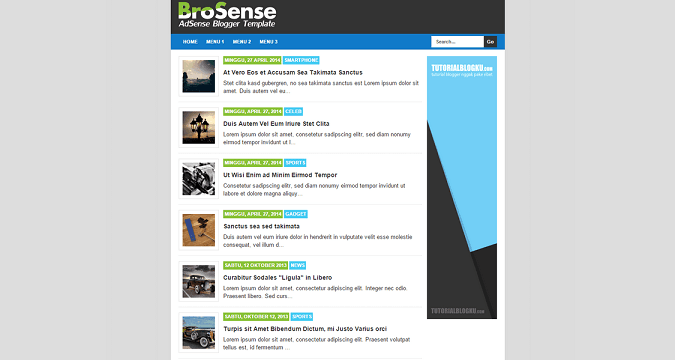 BroSense
AdSense Blogger Template
HOME MENU 1 MENU 2 MENU 3 Search... Go
MINGGU, 27 APRIL 2014 SMARTPHONE
At Vero Eos et Accusam Sea Takimata Sanctus
Stet clita kasd gubergren, no sea takimata sanctus est Lorem ipsum dolor sit
amet. Duis autem vel eu...
MINGGU, APRIL 27, 2014 CELEB
Duis Autem Vel Eum Iriure Stet Clita
Lorem ipsum dolor sit amet, consetetur sadipscing elitr, sed diam nonumy
eirmod tempor invidunt ut l...
MINGGU, APRIL 27, 2014 SPORTS
Ut Wisi Enim ad Minim Eirmod Tempor
Consetetur sadipscing elitr, sed diam nonumy eirmod tempor invidunt ut
labore et dolore magna aliquy...
MINGGU, APRIL 27, 2014 GADGET
Sanctus sea sed takimata
Duis autem vel eum iriure dolor in hendrerit in vulputate velit esse molestie
consequat, vel illum d...
SABTU, 12 OKTOBER 2013 NEWS
Curabitur Sodales "Ligula" in Libero
Lorem ipsum dolor sit amet, consectetur adipiscing elit. Integer nec odio.
Praesent libero. Sed curs...
SABTU, OKTOBER 12, 2013 SPORTS
Turpis sit Amet Bibendum Dictum, mi Justo Varius orci
Lorem ipsum dolor sit amet, consectetur adipiscing elit. Praesent volutpat
tellus est, id fermentum ...
TUTORIALBLOGKU.com
tutorial blogger nggak pake ribet
TUTORIALBLOGKU.com